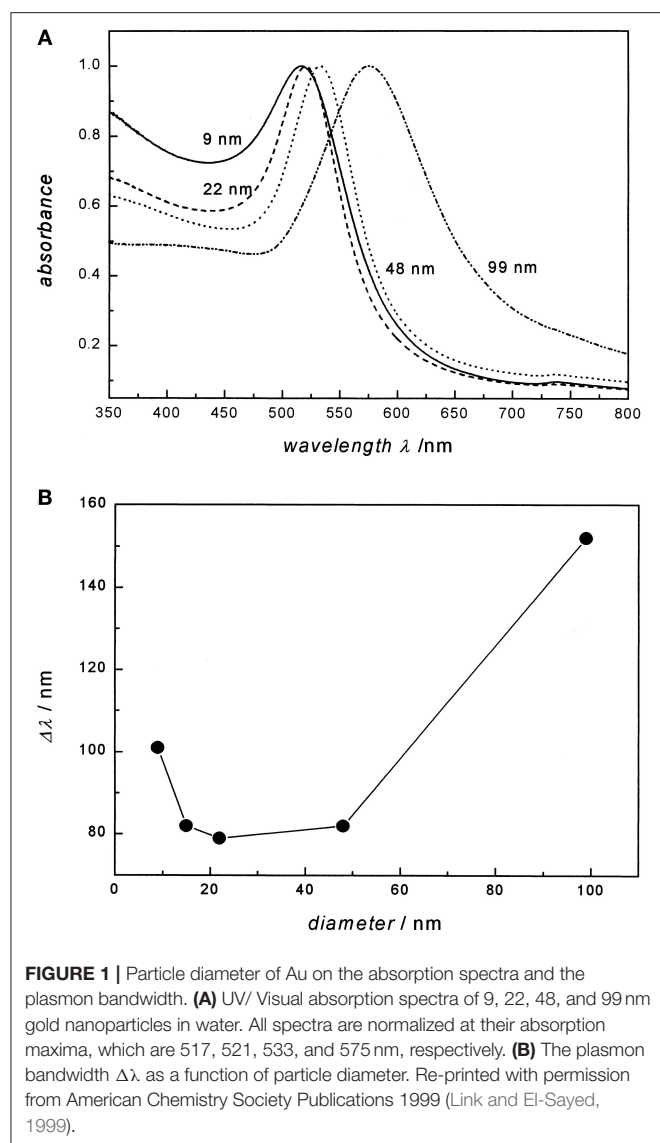 A
1.0
0.8
0.6
0.4
0.2
absorbance
9 nm
22 nm
48 nm
99 nm
350 400 450 500 550 600 650 700 750 800
wavelength λ /nm
B
160
140
120
100
80
Δλ / nm
0 20 40 60 80 100
diameter / nm
FIGURE 1 | Particle diameter of Au on the absorption spectra and the
plasmon bandwidth. (A) UV/ Visual absorption spectra of 9, 22, 48, and 99 nm
gold nanoparticles in water. All spectra are normalized at their absorption
maxima, which are 517, 521, 533, and 575 nm, respectively. (B) The plasmon
bandwidth Δλ as a function of particle diameter. Re-printed with permission
from American Chemistry Society Publications 1999 (Link and El-Sayed,
1999).